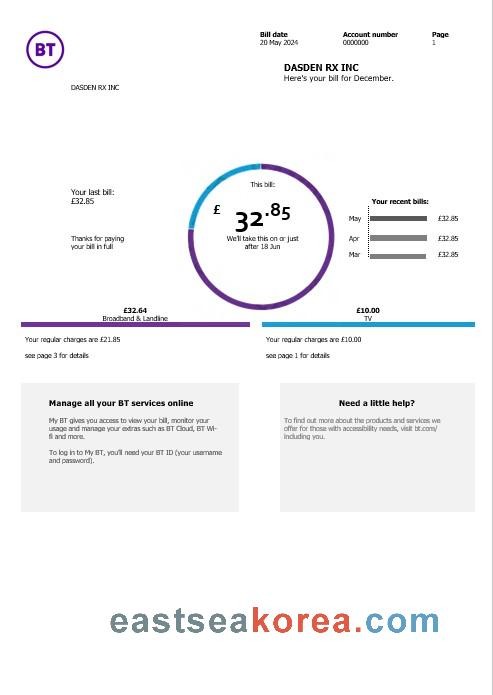 BT
Bill date Account number Page
20 May 2024 0000000 1
DASDEN RX INC
Here's your bill for December.
DASDEN RX INC
This bill:
£32.85
We'll take this on or just
after 18 Jun
Your last bill:
£32.85
Thanks for paying
your bill in full
Your recent bills:
May £32.85
Apr £32.85
Mar £32.85
£32.64
Broadband & Landline
Your regular charges are £21.85
see page 3 for details
£10.00
TV
Your regular charges are £10.00
see page 1 for details
Manage all your BT services online
My BT gives you access to view your bill, monitor your
usage and manage your extras such as BT Cloud, BT Wi-
fi and more.
To log in to My BT, you'll need your BT ID (your username
and password).
Need a little help?
To find out more about the products and services we
offer for those with accessibility needs, visit bt.com/
including you.
eastseakorea.com